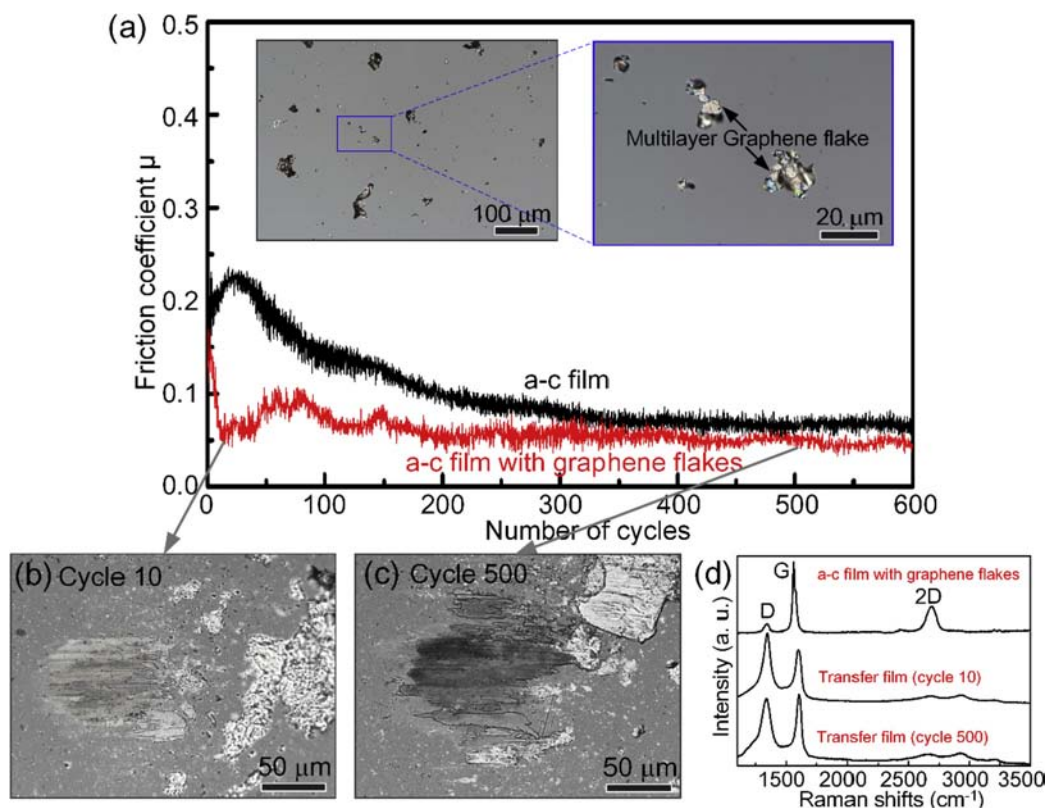 (a)
0.5
0.4
0.3
0.2
0.1
0.0
Friction coefficient μ
100 μm
Multilayer Graphene flake
20 μm
a-c film
a-c film with graphene flakes
0 100 200 300 400 500 600
Number of cycles
(b) Cycle 10
50 μm
(c) Cycle 500
50 μm
(d)
G
a-c film with graphene flakes
D
2D
Transfer film (cycle 10)
Transfer film (cycle 500)
Intensity (a. u.)
1500 2000 2500 3000 3500
Raman shifts (cm⁻¹)